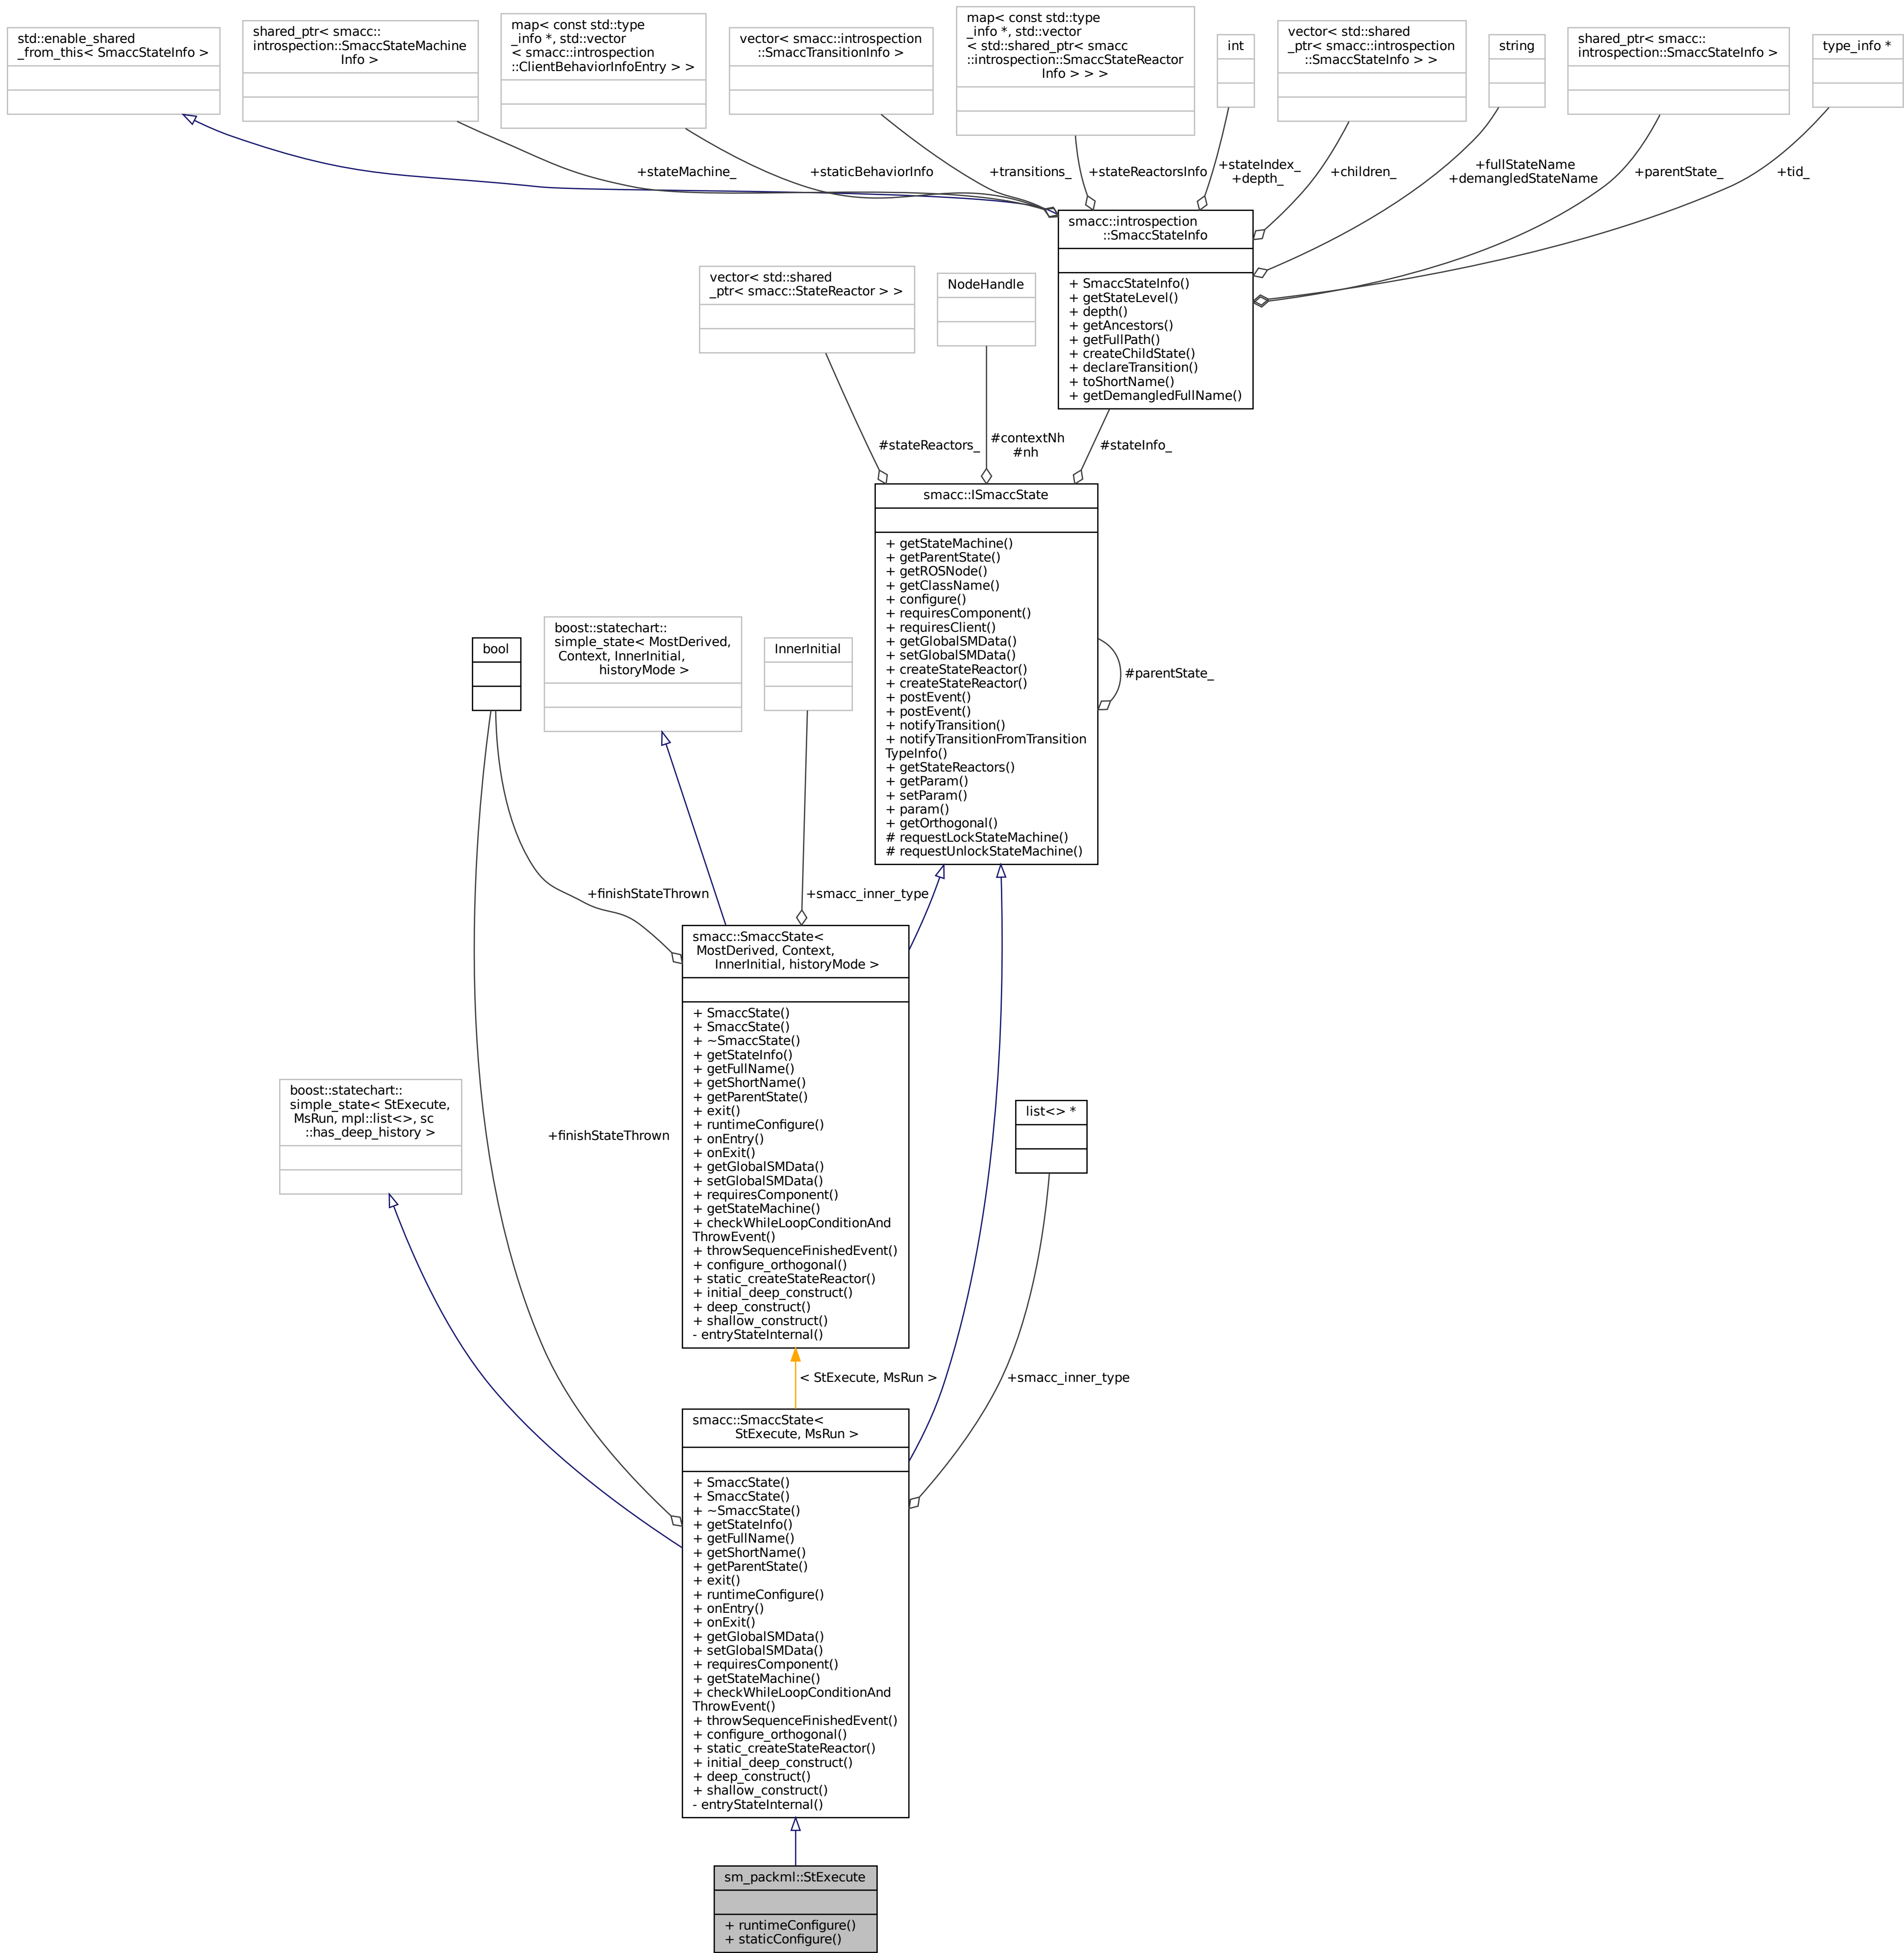 std::enable_shared
_from_this< SmaccStateInfo >
shared_ptr< smacc::
introspection::SmaccStateMachine
Info >
map< const std::type
_info *, std::vector
< smacc::introspection
::ClientBehaviorInfoEntry > >
vector< smacc::introspection
::SmaccTransitionInfo >
map< const std::type
_info *, std::vector
< std::shared_ptr< smacc
::introspection::SmaccStateReactor
Info > > >
int
vector< std::shared
_ptr< smacc::introspection
::SmaccStateInfo > >
string
shared_ptr< smacc::
introspection::SmaccStateInfo >
type_info *
+stateMachine_
+staticBehaviorInfo
+transitions_
+stateReactorsInfo
+stateIndex_
+depth_
+children_
+fullStateName
+demangledStateName
+parentState_
+tid_
smacc::introspection
::SmaccStateInfo
+ SmaccStateInfo()
+ getStateLevel()
+ depth()
+ getAncestors()
+ getFullPath()
+ createChildState()
+ declareTransition()
+ toShortName()
+ getDemangledFullName()
vector< std::shared
_ptr< smacc::StateReactor > >
NodeHandle
#stateReactors_
#contextNh
#nh
#stateInfo_
smacc::ISmaccState
+ getStateMachine()
+ getParentState()
+ getROSNode()
+ getClassName()
+ configure()
+ requiresComponent()
+ requiresClient()
+ getGlobalSMData()
+ setGlobalSMData()
+ createStateReactor()
+ createStateReactor()
+ postEvent()
+ postEvent()
+ notifyTransition()
+ notifyTransitionFromTransition
TypeInfo()
+ getStateReactors()
+ getParam()
+ setParam()
+ param()
+ getOrthogonal()
# requestLockStateMachine()
# requestUnlockStateMachine()
#parentState_
bool
boost::statechart::
simple_state< MostDerived,
Context, InnerInitial,
historyMode >
InnerInitial
+finishStateThrown
+smacc_inner_type
smacc::SmaccState<
MostDerived, Context,
InnerInitial, historyMode >
+ SmaccState()
+ SmaccState()
+ ~SmaccState()
+ getStateInfo()
+ getFullName()
+ getShortName()
+ getParentState()
+ exit()
+ runtimeConfigure()
+ onEntry()
+ onExit()
+ getGlobalSMData()
+ setGlobalSMData()
+ requiresComponent()
+ getStateMachine()
+ checkWhileLoopConditionAnd
ThrowEvent()
+ throwSequenceFinishedEvent()
+ configure_orthogonal()
+ static_createStateReactor()
+ initial_deep_construct()
+ deep_construct()
+ shallow_construct()
- entryStateInternal()
boost::statechart::
simple_state< StExecute,
MsRun, mpl::list<>, sc
::has_deep_history >
+finishStateThrown
list<> *
< StExecute, MsRun >
+smacc_inner_type
smacc::SmaccState<
StExecute, MsRun >
+ SmaccState()
+ SmaccState()
+ ~SmaccState()
+ getStateInfo()
+ getFullName()
+ getShortName()
+ getParentState()
+ exit()
+ runtimeConfigure()
+ onEntry()
+ onExit()
+ getGlobalSMData()
+ setGlobalSMData()
+ requiresComponent()
+ getStateMachine()
+ checkWhileLoopConditionAnd
ThrowEvent()
+ throwSequenceFinishedEvent()
+ configure_orthogonal()
+ static_createStateReactor()
+ initial_deep_construct()
+ deep_construct()
+ shallow_construct()
- entryStateInternal()
sm_packml::StExecute
+ runtimeConfigure()
+ staticConfigure()